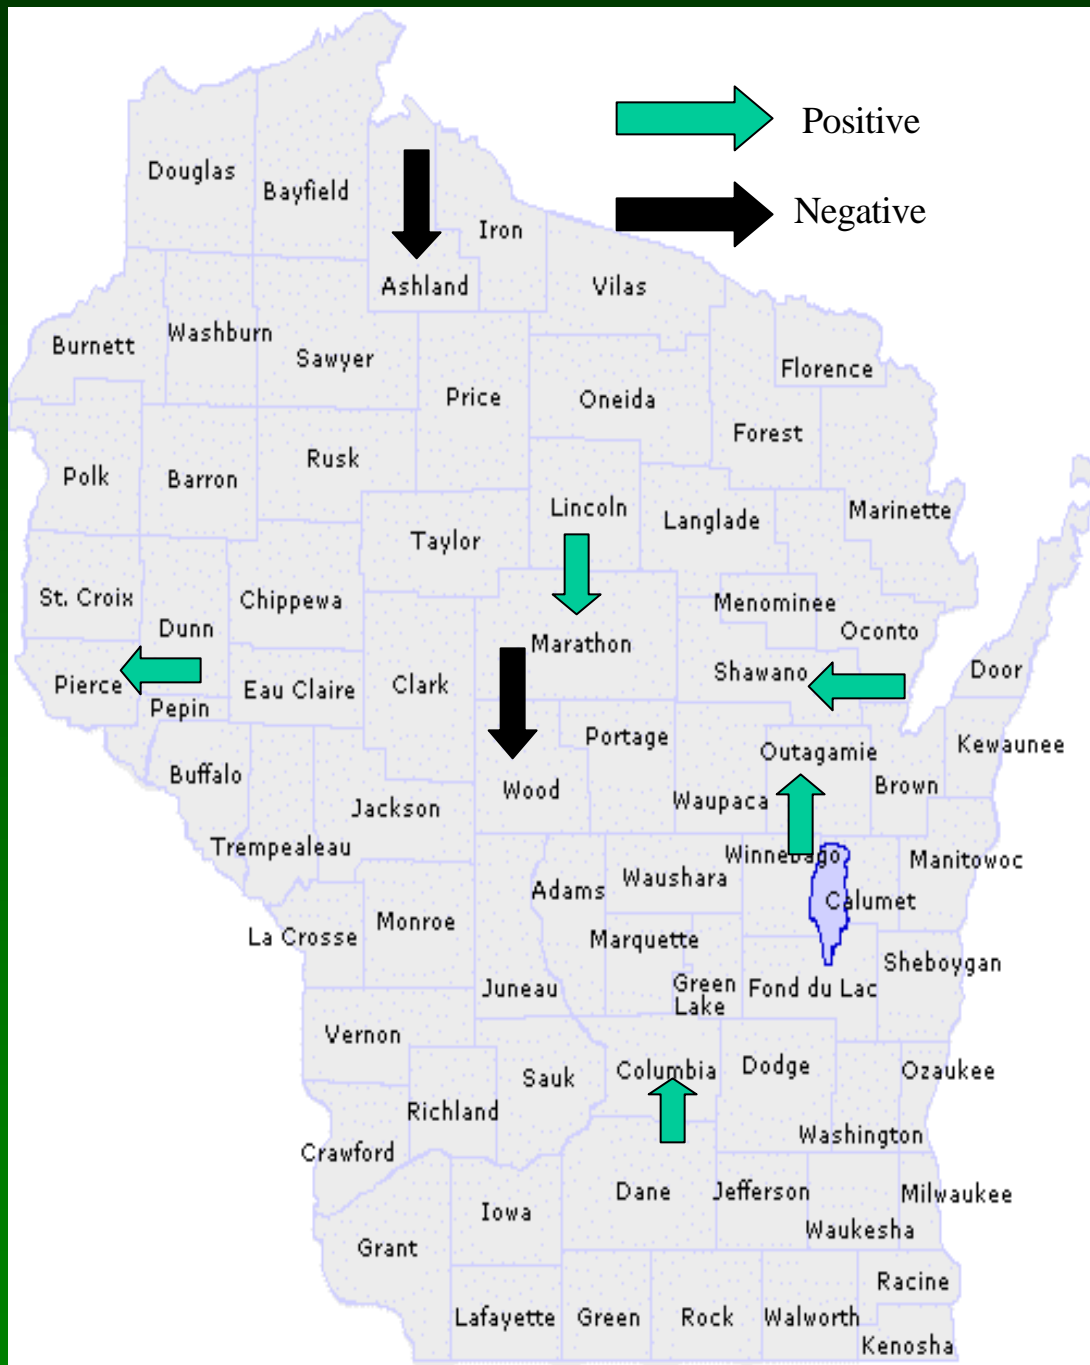 Positive
Negative
Douglas
Bayfield
Iron
Ashland
Vilas
Washburn
Burnett
Sawyer
Florence
Price
Oneida
Forest
Rusk
Polk
Barron
Lincoln
Langlade
Marinette
Taylor
St. Croix
Chippewa
Menominee
Dunn
Oconto
Marathon
Shawano
Door
Pierce
Eau Claire
Clark
Pepin
Portage
Outagamie
Kewaunee
Buffalo
Brown
Wood
Waupaca
Jackson
Trempealeau
Winnebago
Manitowoc
Waushara
Adams
Calumet
Monroe
La Crosse
Marquette
Sheboygan
Juneau
Green
Lake
Fond du Lac
Vernon
Columbia
Dodge
Ozaukee
Sauk
Richland
Washington
Crawford
Dane
Jefferson
Milwaukee
Iowa
Waukesha
Grant
Racine
Lafayette
Green
Rock
Walworth
Kenosha